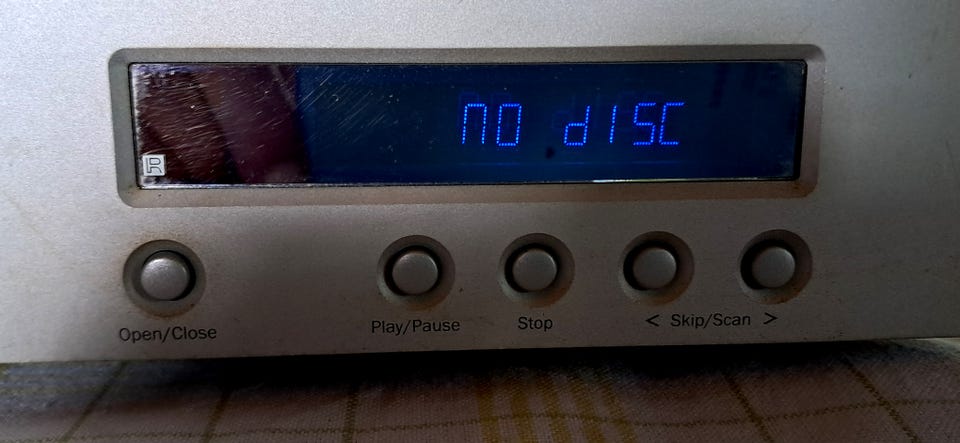 NO dISC
R
Open/Close
Play/Pause
Stop
< Skip/Scan >